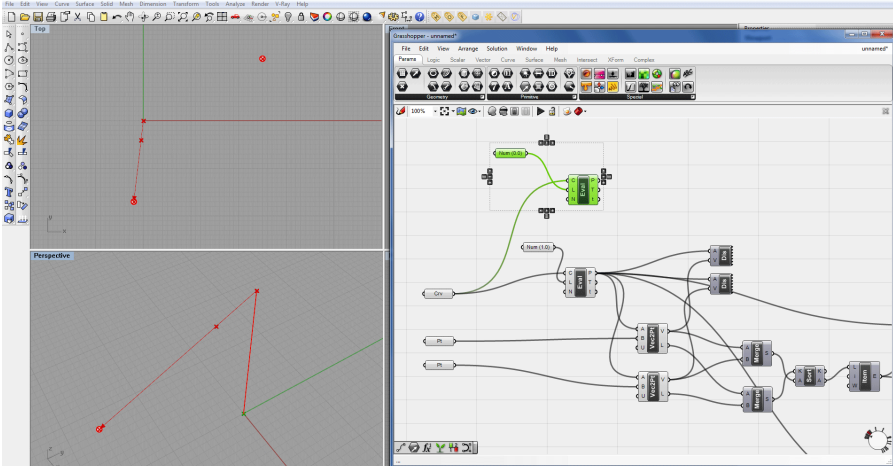 File Edit View Curve Surface Solid Mesh Dimension Transform Tools Analyze Render V-Ray Help
Top
y
x
Perspective
z
y
Grasshopper - unnamed*
File Edit View Arrange Solution Window Help
unnamed*
Params Logic Scalar Vector Curve Surface Mesh Intersect XForm Complex
Geometry Primitive Special
100%
Num (0.0)
C L N Eval P T t
Num (1.0)
Crv
C L N Eval P T t
A V Dis
A V Dis
Pt
A B U Vec2Pt V L
Pt
A B U Vec2Pt V L
A B Merge S
A B Merge S
K A Sort K A
L i W Item E